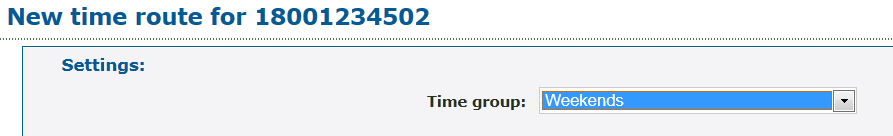 New time route for 18001234502
Settings:
Time group: Weekends